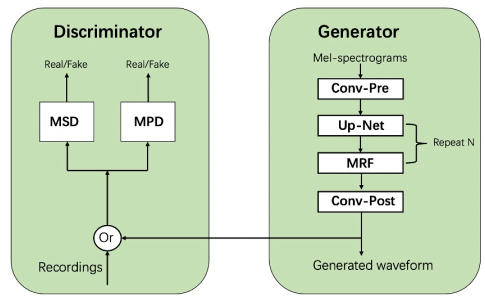 Discriminator
Real/Fake
Real/Fake
MSD
MPD
Or
Recordings
Generator
Mel-spectrograms
Conv-Pre
Up-Net
Repeat N
MRF
Conv-Post
Generated waveform